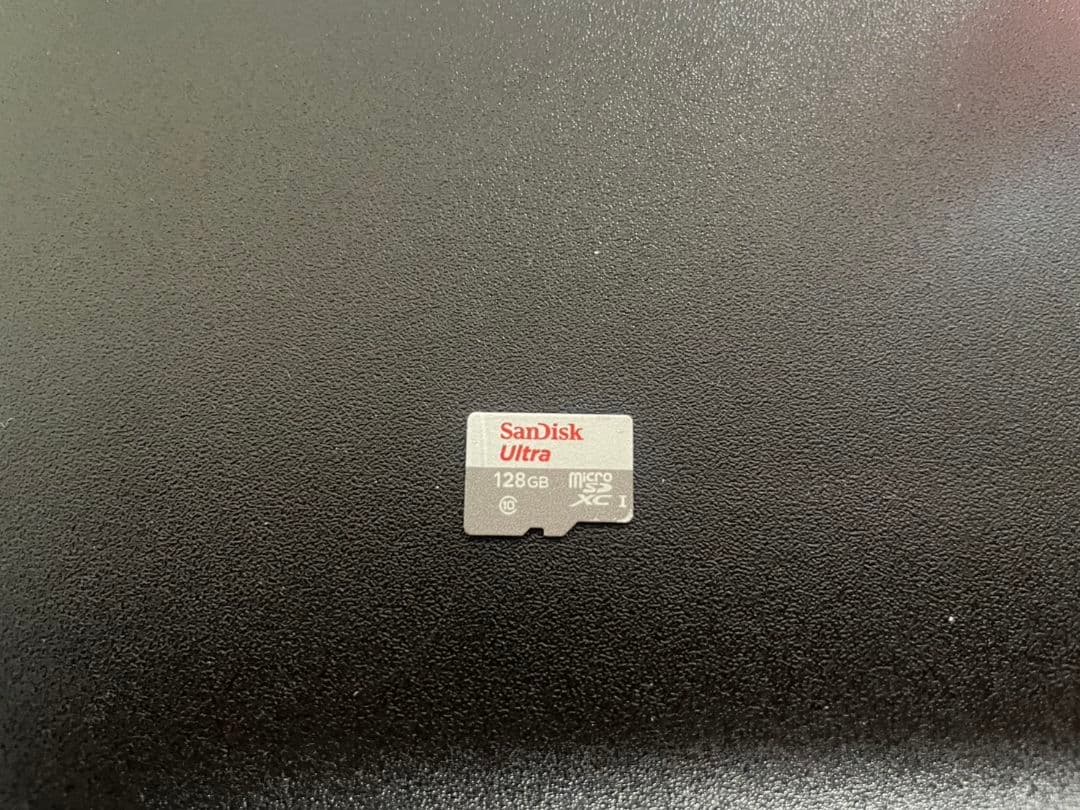 SanDisk
Ultra
128GB micro SD XC I
10